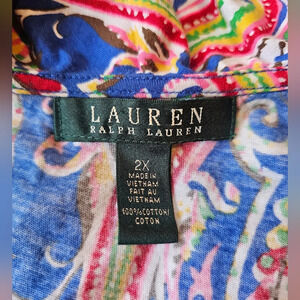 LAUREN
RALPH LAUREN
2X
MADE IN
VIETNAM
FAIT AU
VIETNAM
100%COTTON/
COTON